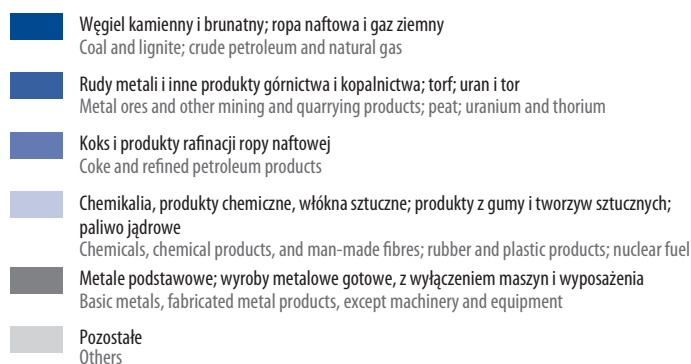 Węgiel kamienny i brunatny; ropa naftowa i gaz ziemny
Coal and lignite; crude petroleum and natural gas
Rudy metali i inne produkty górnictwa i kopalnictwa; torf; uran i tor
Metal ores and other mining and quarrying products; peat; uranium and thorium
Koks i produkty rafinacji ropy naftowej
Coke and refined petroleum products
Chemikalia, produkty chemiczne, włókna sztuczne; produkty z gumy i tworzyw sztucznych;
paliwo jądrowe
Chemicals, chemical products, and man-made fibres; rubber and plastic products; nuclear fuel
Metale podstawowe; wyroby metalowe gotowe, z wyłączeniem maszyn i wyposażenia
Basic metals, fabricated metal products, except machinery and equipment
Pozostałe
Others